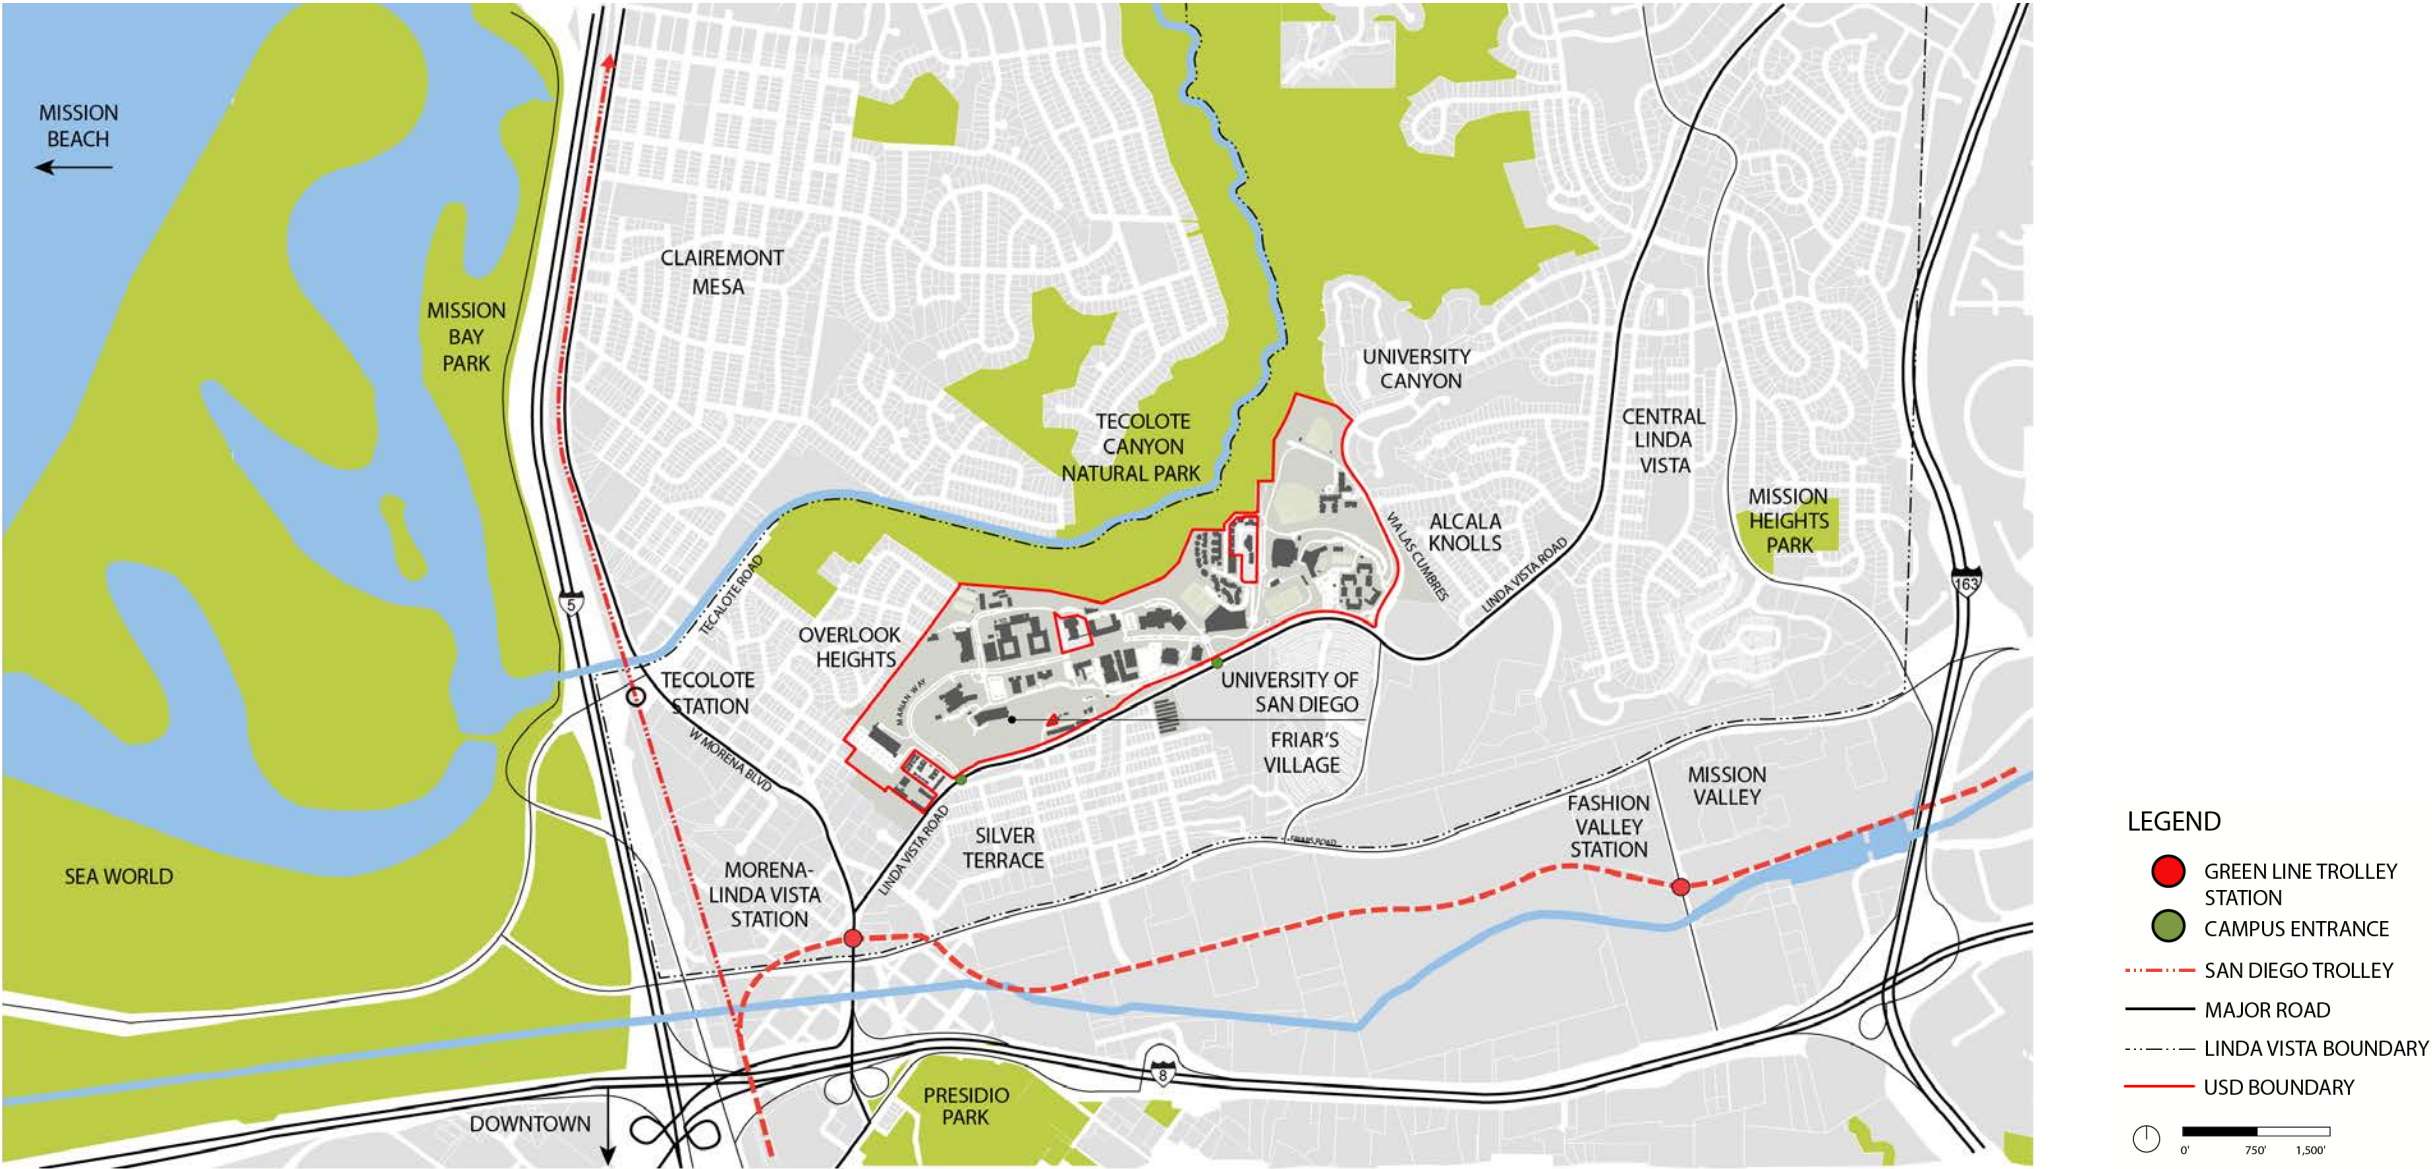 MISSION
BEACH
MISSION
BAY
PARK
SEA WORLD
CLAIREMONT
MESA
TECOLOTE
CANYON
NATURAL PARK
UNIVERSITY
CANYON
CENTRAL
LINDA
VISTA
MISSION
HEIGHTS
PARK
ALCALA
KNOLLS
VIA LAS CUMBRES
LINDA VISTA ROAD
163
5
TECALOTE ROAD
OVERLOOK
HEIGHTS
TECOLOTE
STATION
W MORENA BLVD
MARIAN WAY
UNIVERSITY OF
SAN DIEGO
FRIAR'S
VILLAGE
MISSION
VALLEY
FASHION
VALLEY
STATION
FRIARS ROAD
SILVER
TERRACE
LINDA VISTA ROAD
MORENA-
LINDA VISTA
STATION
8
PRESIDIO
PARK
DOWNTOWN
LEGEND
GREEN LINE TROLLEY
STATION
CAMPUS ENTRANCE
SAN DIEGO TROLLEY
MAJOR ROAD
LINDA VISTA BOUNDARY
USD BOUNDARY
0' 750' 1,500'